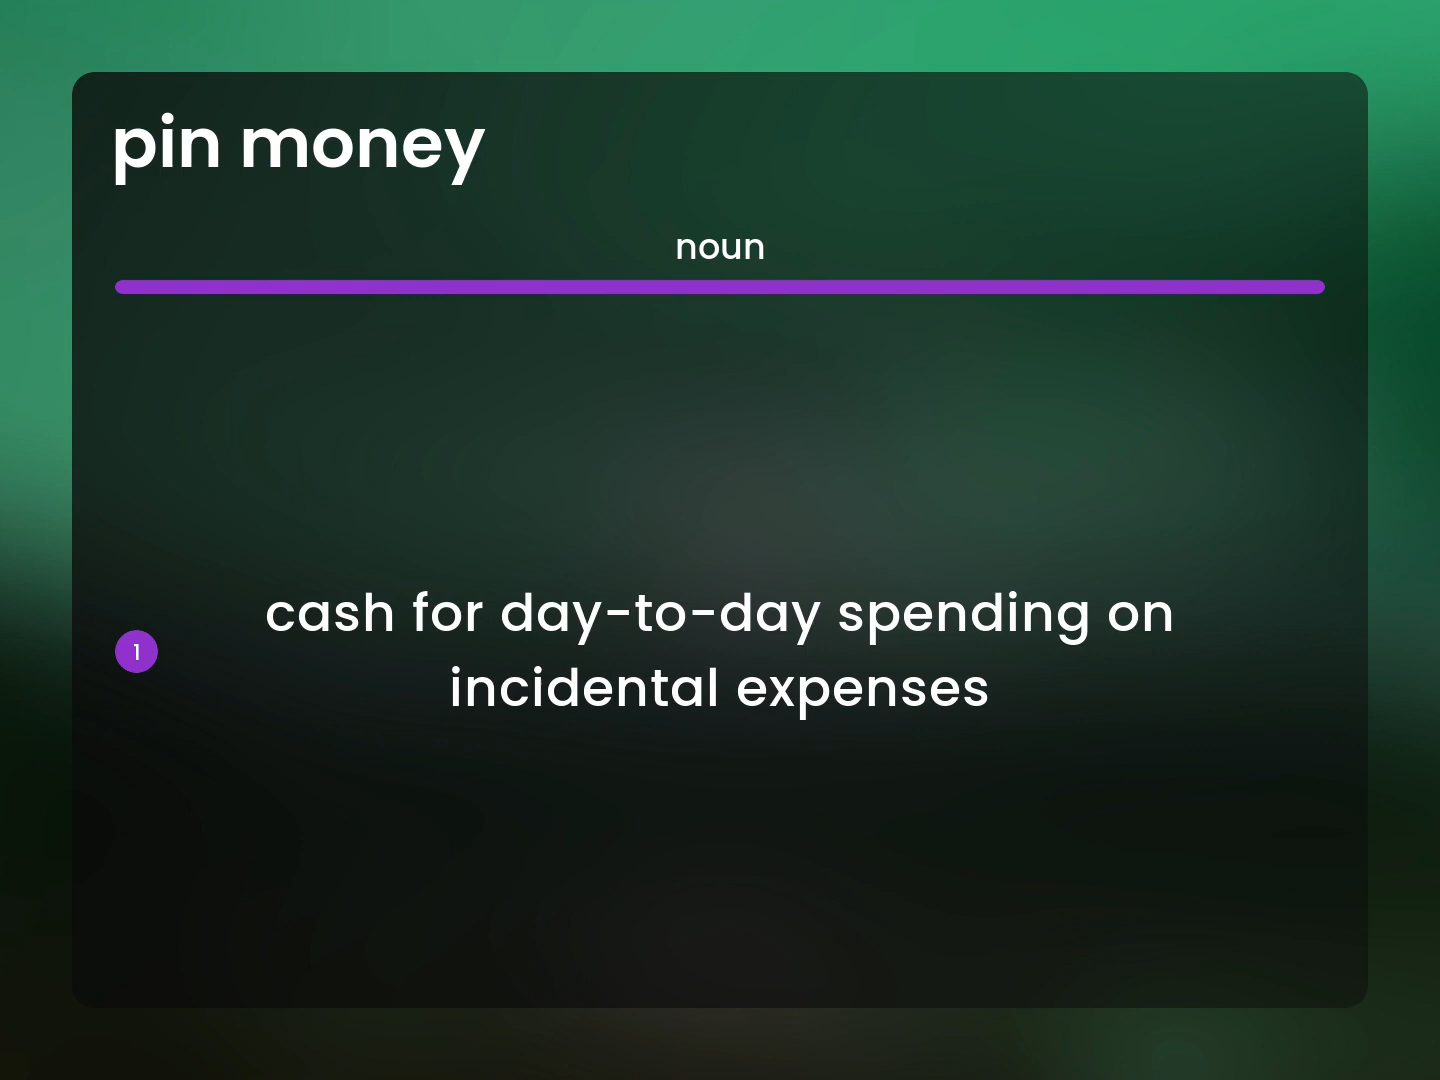 pin money
noun
1
cash for day-to-day spending on
incidental expenses